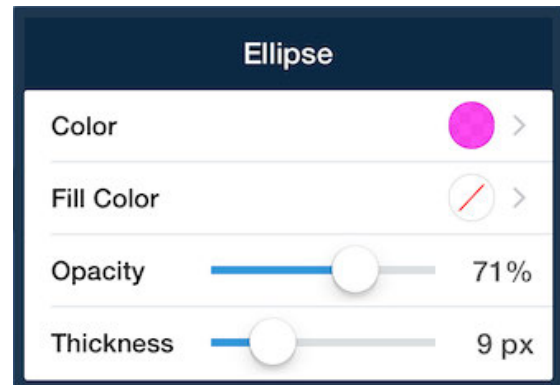 Ellipse
Color
Fill Color
Opacity 71%
Thickness 9 px